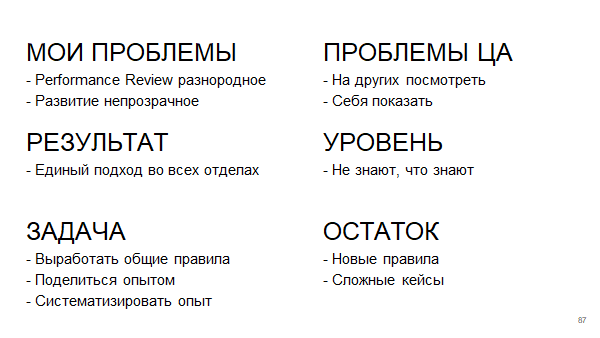 МОИ ПРОБЛЕМЫ
- Performance Review разнородное
- Развитие непрозрачное
ПРОБЛЕМЫ ЦА
- На других посмотреть
- Себя показать
РЕЗУЛЬТАТ
- Единый подход во всех отделах
УРОВЕНЬ
- Не знают, что знают
ЗАДАЧА
- Выработать общие правила
- Поделиться опытом
- Систематизировать опыт
ОСТАТОК
- Новые правила
- Сложные кейсы
87